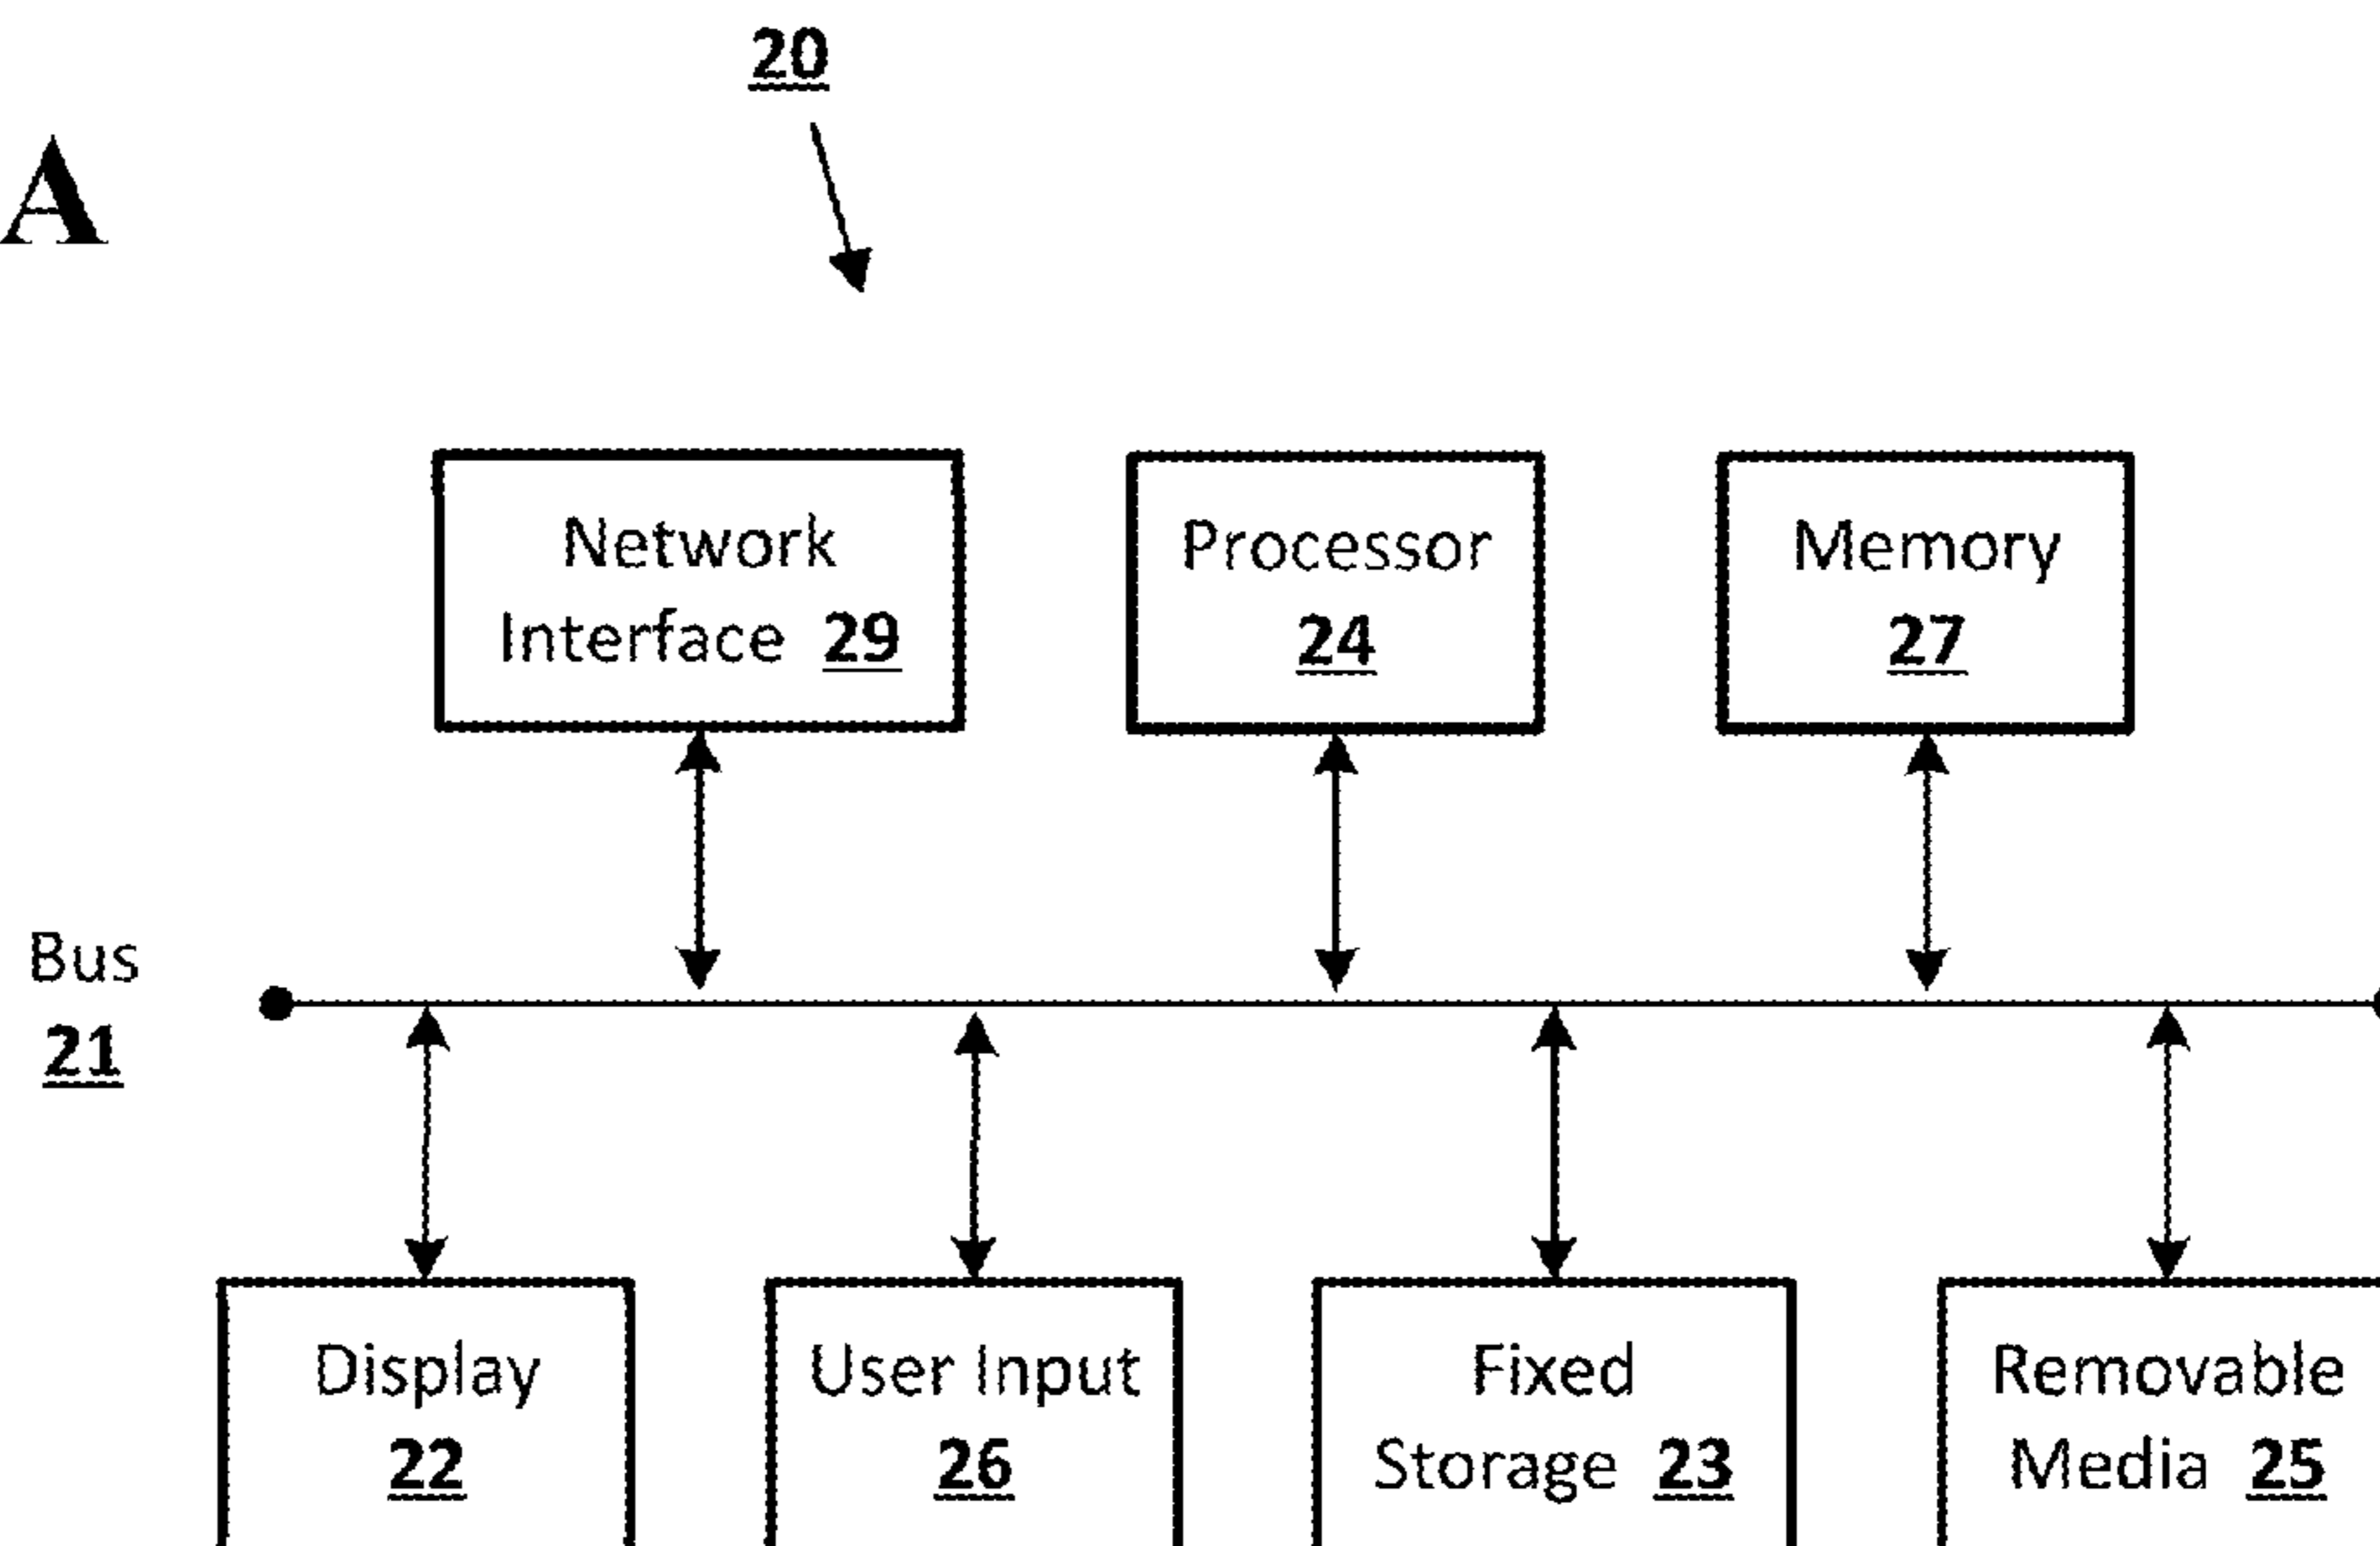 20
A
Network
Interface 29
Processor
24
Memory
27
Bus
21
Display
22
User Input
26
Fixed
Storage 23
Removable
Media 25